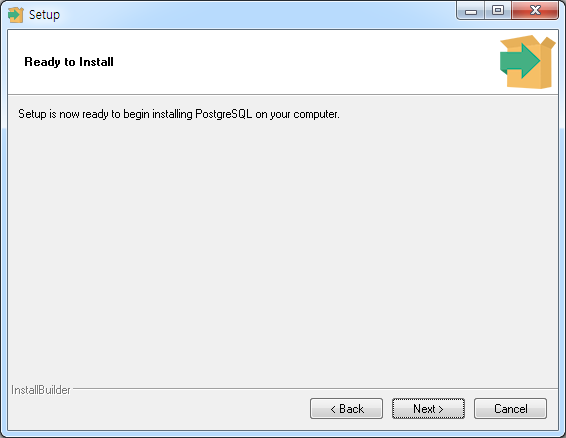 Setup
Ready to Install
Setup is now ready to begin installing PostgreSQL on your computer.
InstallBuilder
< Back
Next >
Cancel